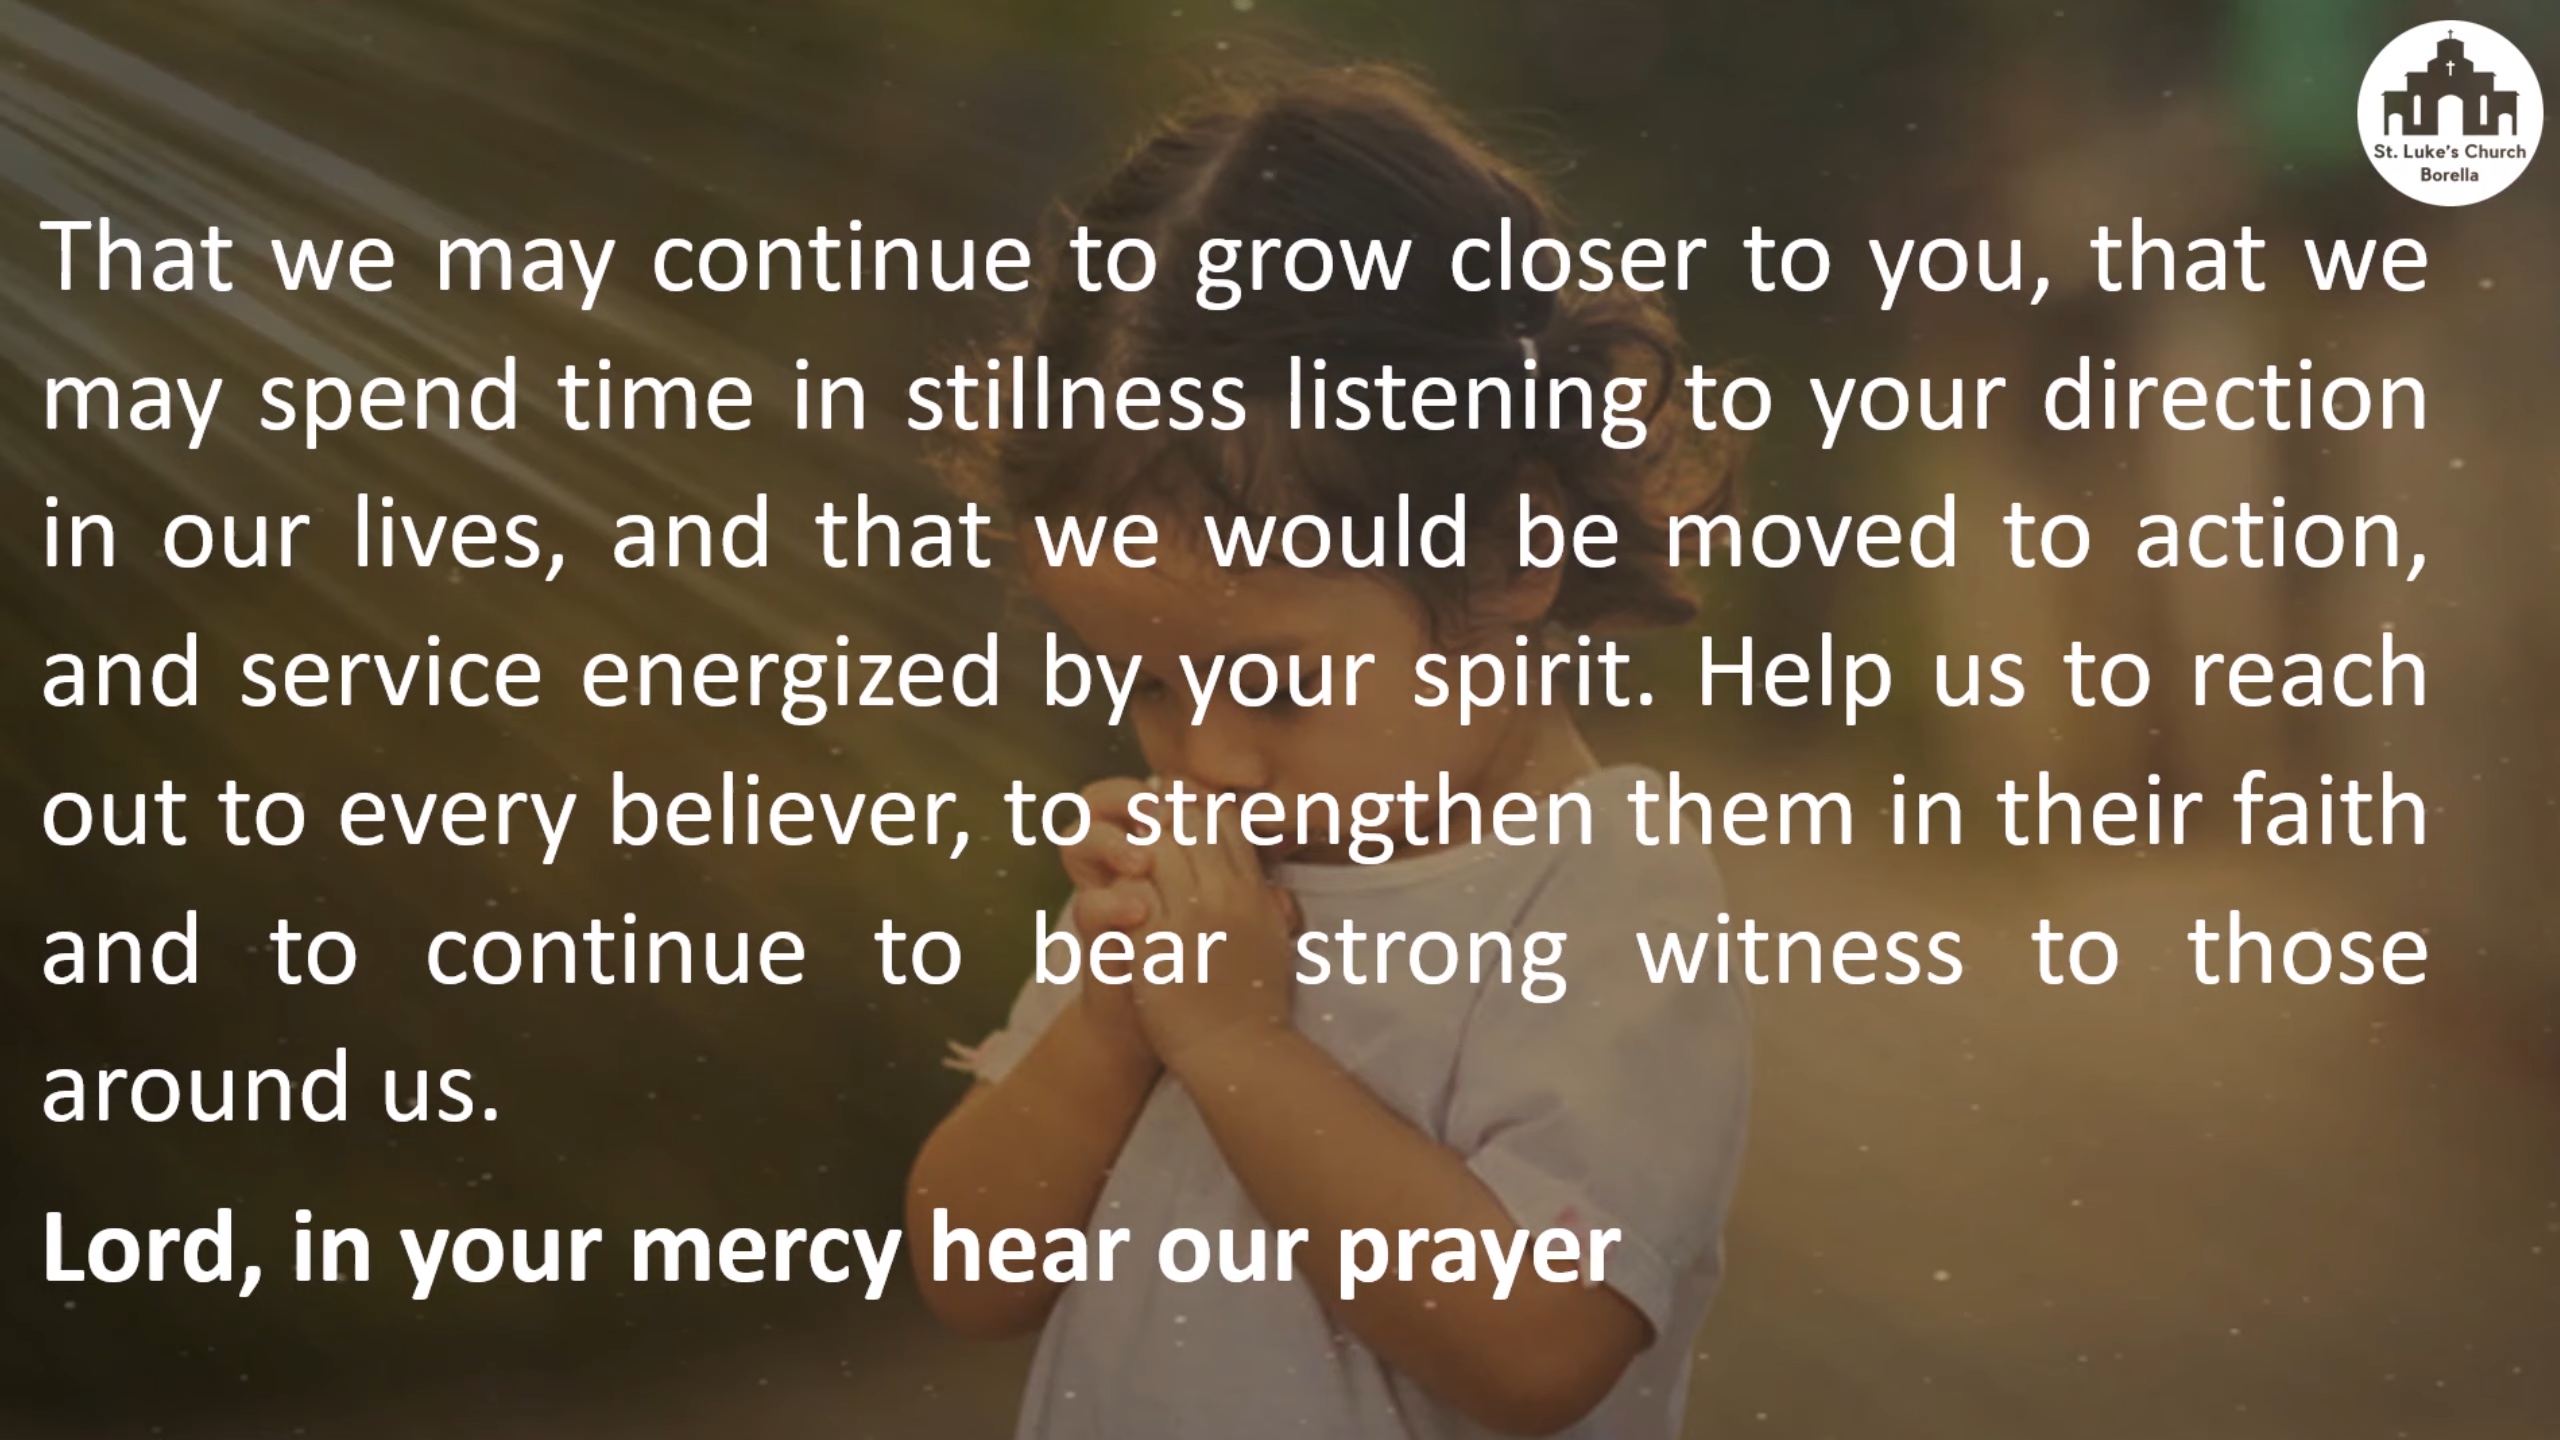 St. Luke's Church
Borella
That we may continue to grow closer to you, that we
may spend time in stillness listening to your direction
in our lives, and that we would be moved to action,
and service energized by your spirit. Help us to reach
out to every believer, to strengthen them in their faith
and to continue to bear strong witness to those
around us.
Lord, in your mercy hear our prayer